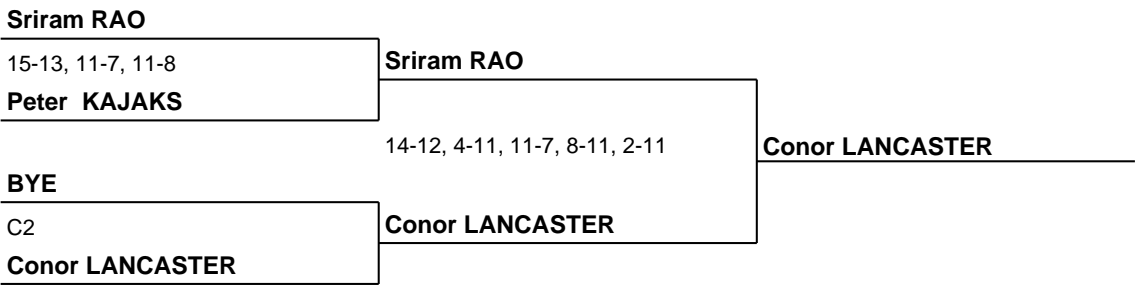 Sriram RAO
15-13, 11-7, 11-8
Sriram RAO
Peter KAJAKS
14-12, 4-11, 11-7, 8-11, 2-11
Conor LANCASTER
BYE
C2
Conor LANCASTER
Conor LANCASTER